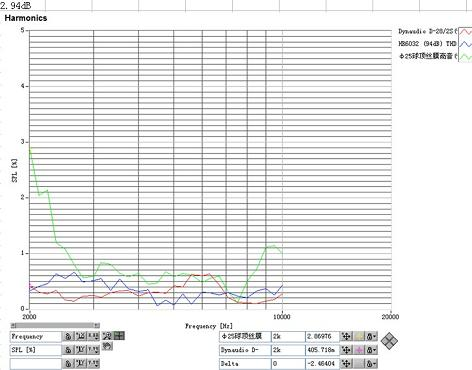 2.94dB
Harmonics
Dynaudio D-28/2S(
HB6032 (94dB) THD
Φ25球顶丝膜高音(
SPL [%]
5
4
3
2
1
0
2000
10000
20000
Frequency [Hz]
Frequency
SPL [%]
Φ25球顶丝膜 2k 2.86976
Dynaudio D- 2k 405.718m
Delta 0 -2.46404